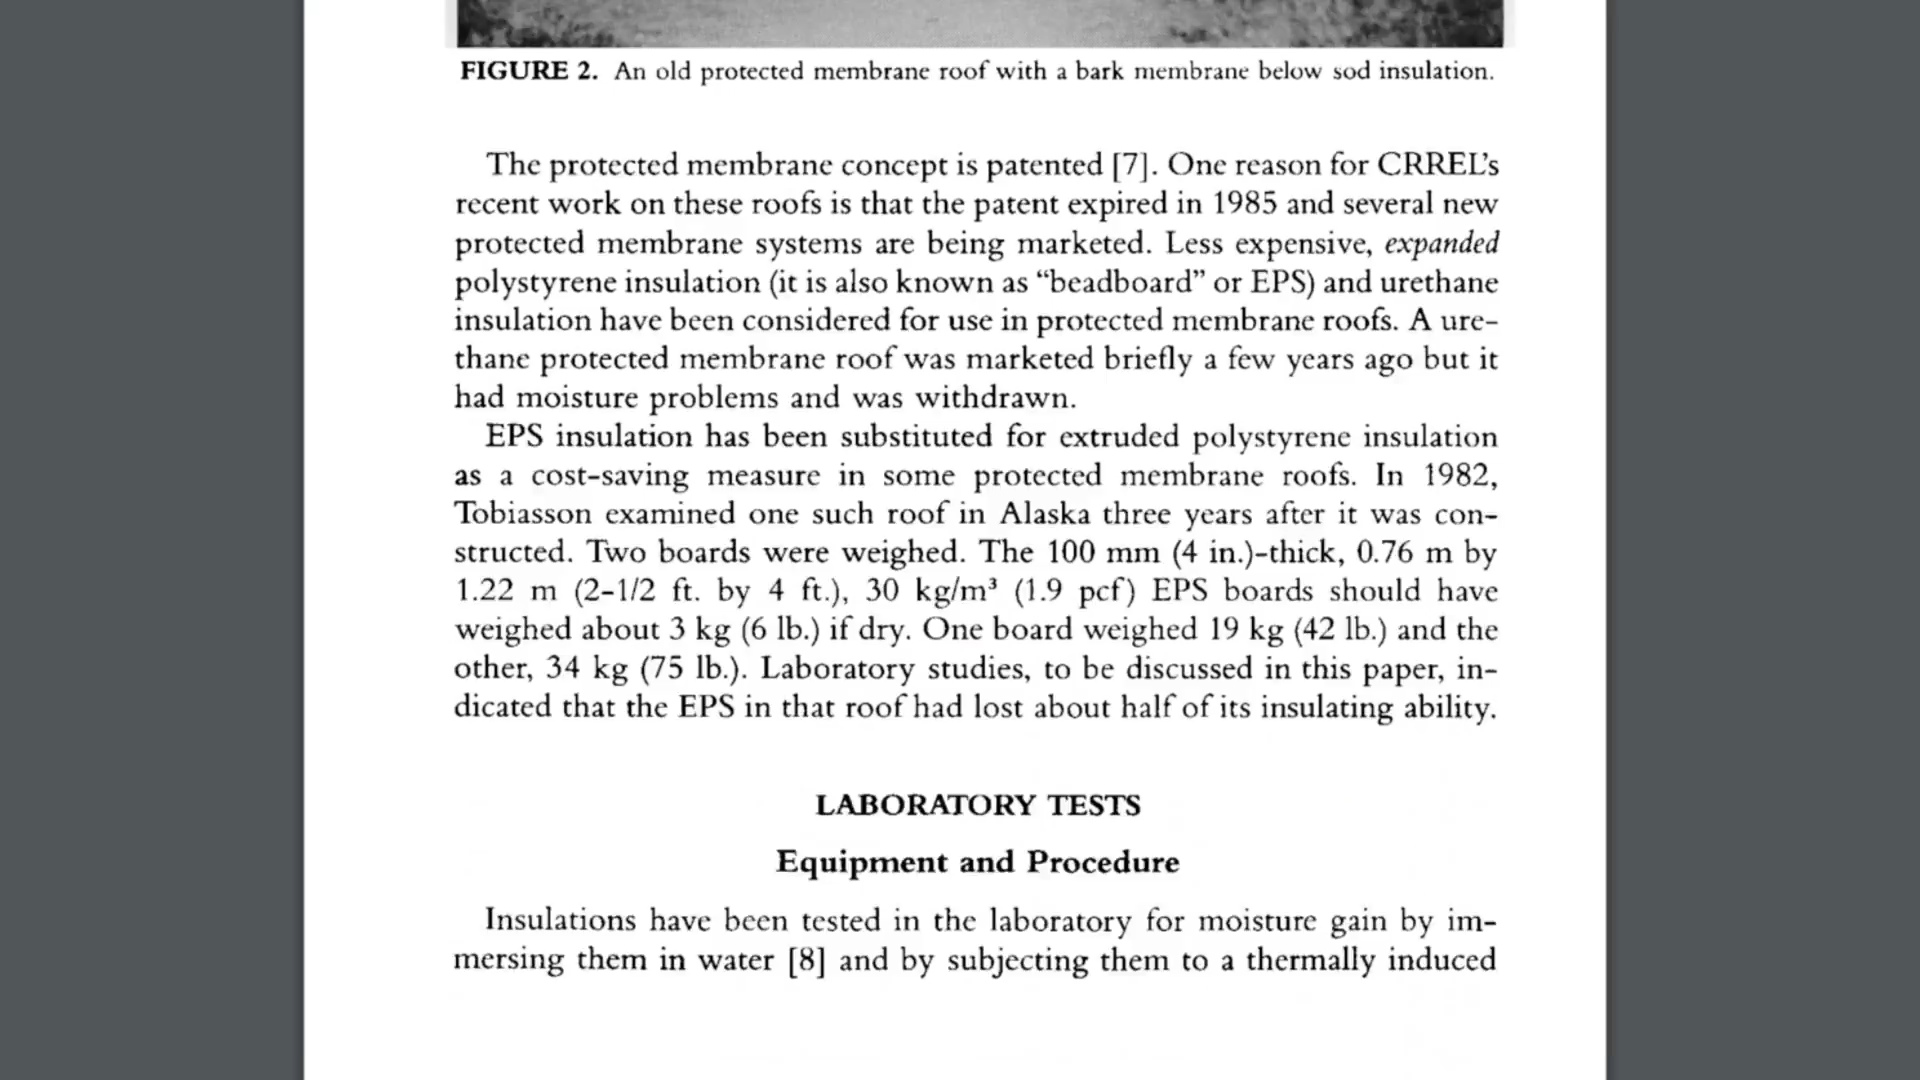 FIGURE 2. An old protected membrane roof with a bark membrane below sod insulation.
The protected membrane concept is patented [7]. One reason for CRREL’s
recent work on these roofs is that the patent expired in 1985 and several new
protected membrane systems are being marketed. Less expensive, expanded
polystyrene insulation (it is also known as “beadboard” or EPS) and urethane
insulation have been considered for use in protected membrane roofs. A ure-
thane protected membrane roof was marketed briefly a few years ago but it
had moisture problems and was withdrawn.
EPS insulation has been substituted for extruded polystyrene insulation
as a cost-saving measure in some protected membrane roofs. In 1982,
Tobiasson examined one such roof in Alaska three years after it was con-
structed. Two boards were weighed. The 100 mm (4 in.)-thick, 0.76 m by
1.22 m (2-1/2 ft. by 4 ft.), 30 kg/m³ (1.9 pcf) EPS boards should have
weighed about 3 kg (6 lb.) if dry. One board weighed 19 kg (42 lb.) and the
other, 34 kg (75 lb.). Laboratory studies, to be discussed in this paper, in-
dicated that the EPS in that roof had lost about half of its insulating ability.
LABORATORY TESTS
Equipment and Procedure
Insulations have been tested in the laboratory for moisture gain by im-
mersing them in water [8] and by subjecting them to a thermally induced